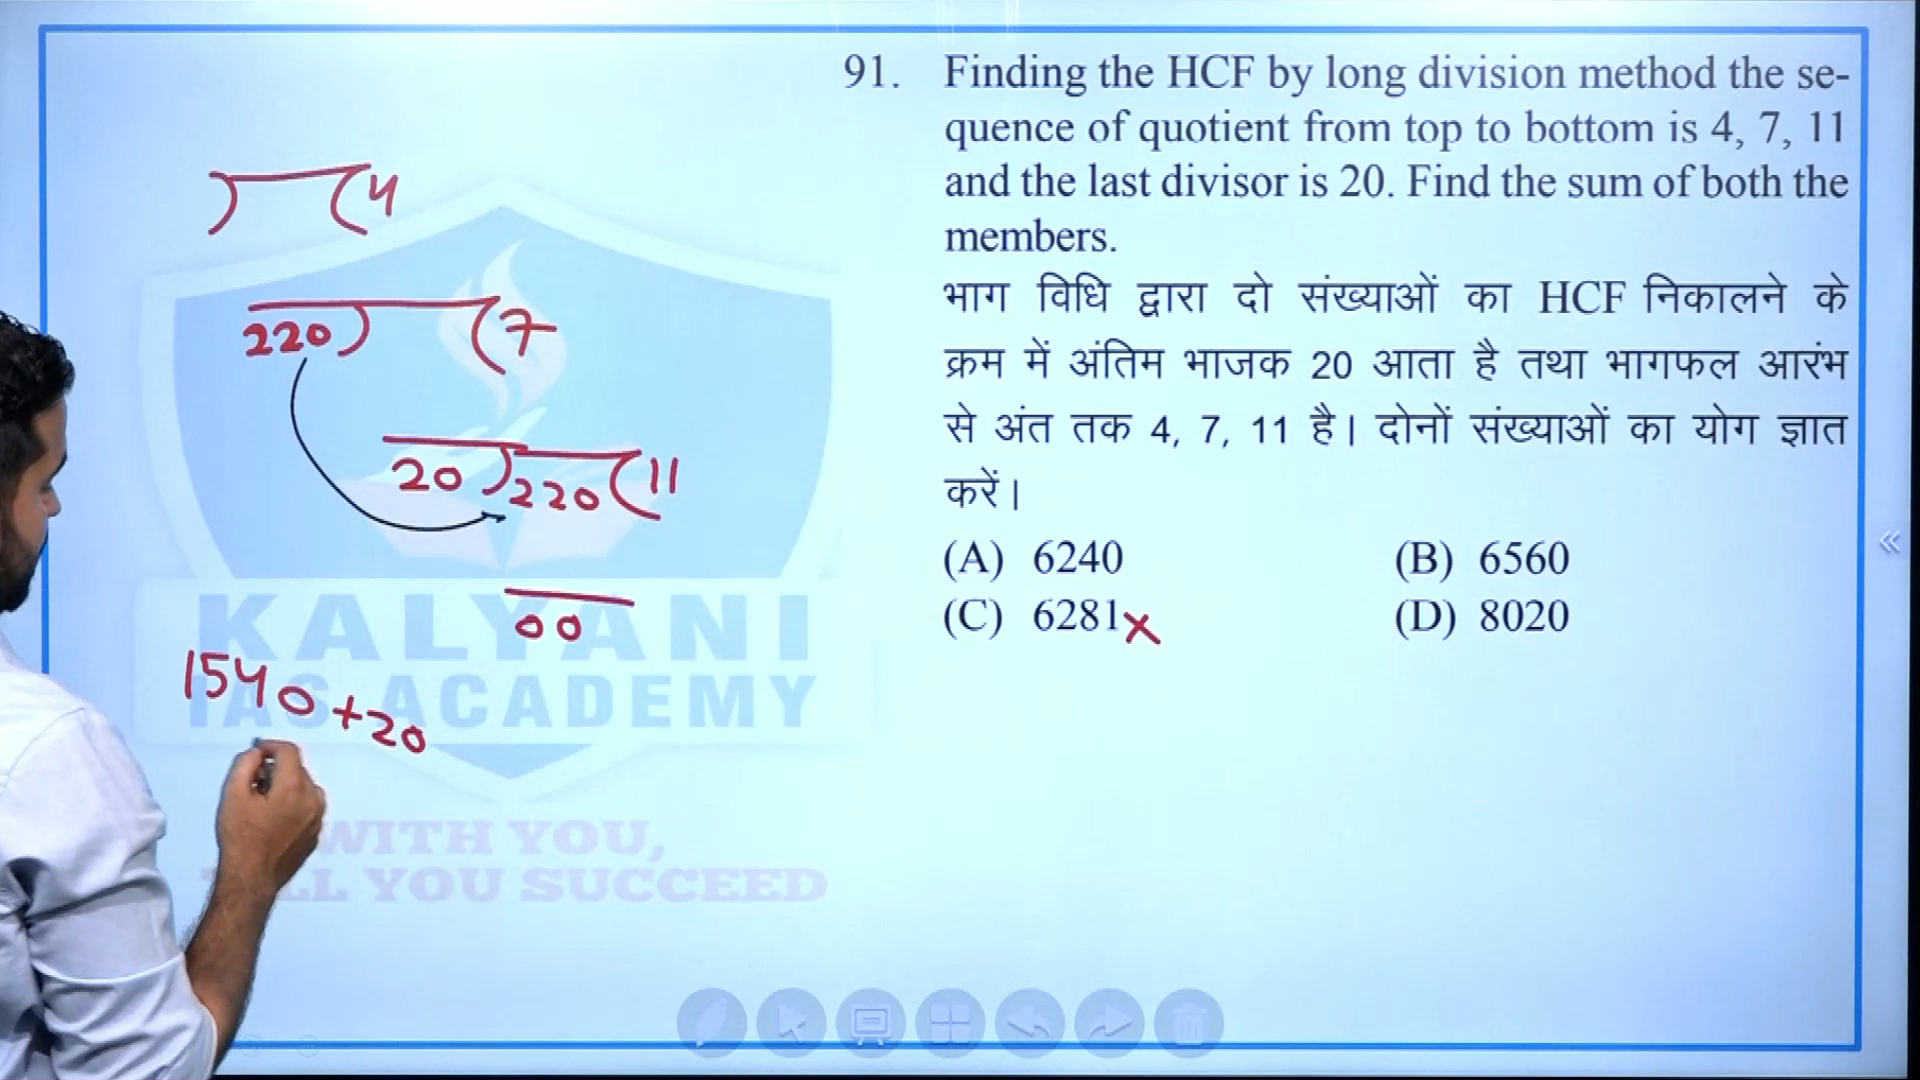 91. Finding the HCF by long division method the se-
quence of quotient from top to bottom is 4, 7, 11
and the last divisor is 20. Find the sum of both the
members.
भाग विधि द्वारा दो संख्याओं का HCF निकालने के
क्रम में अंतिम भाजक 20 आता है तथा भागफल आरंभ
से अंत तक 4, 7, 11 है। दोनों संख्याओं का योग ज्ञात
करें।
(A) 6240 (B) 6560
(C) 6281 x (D) 8020
) ( 4
220 ) ( 7
20 ) 220 ( 11
00
1540 + 20
KALYANI
IAS ACADEMY
WITH YOU,
YOU SUCCEED